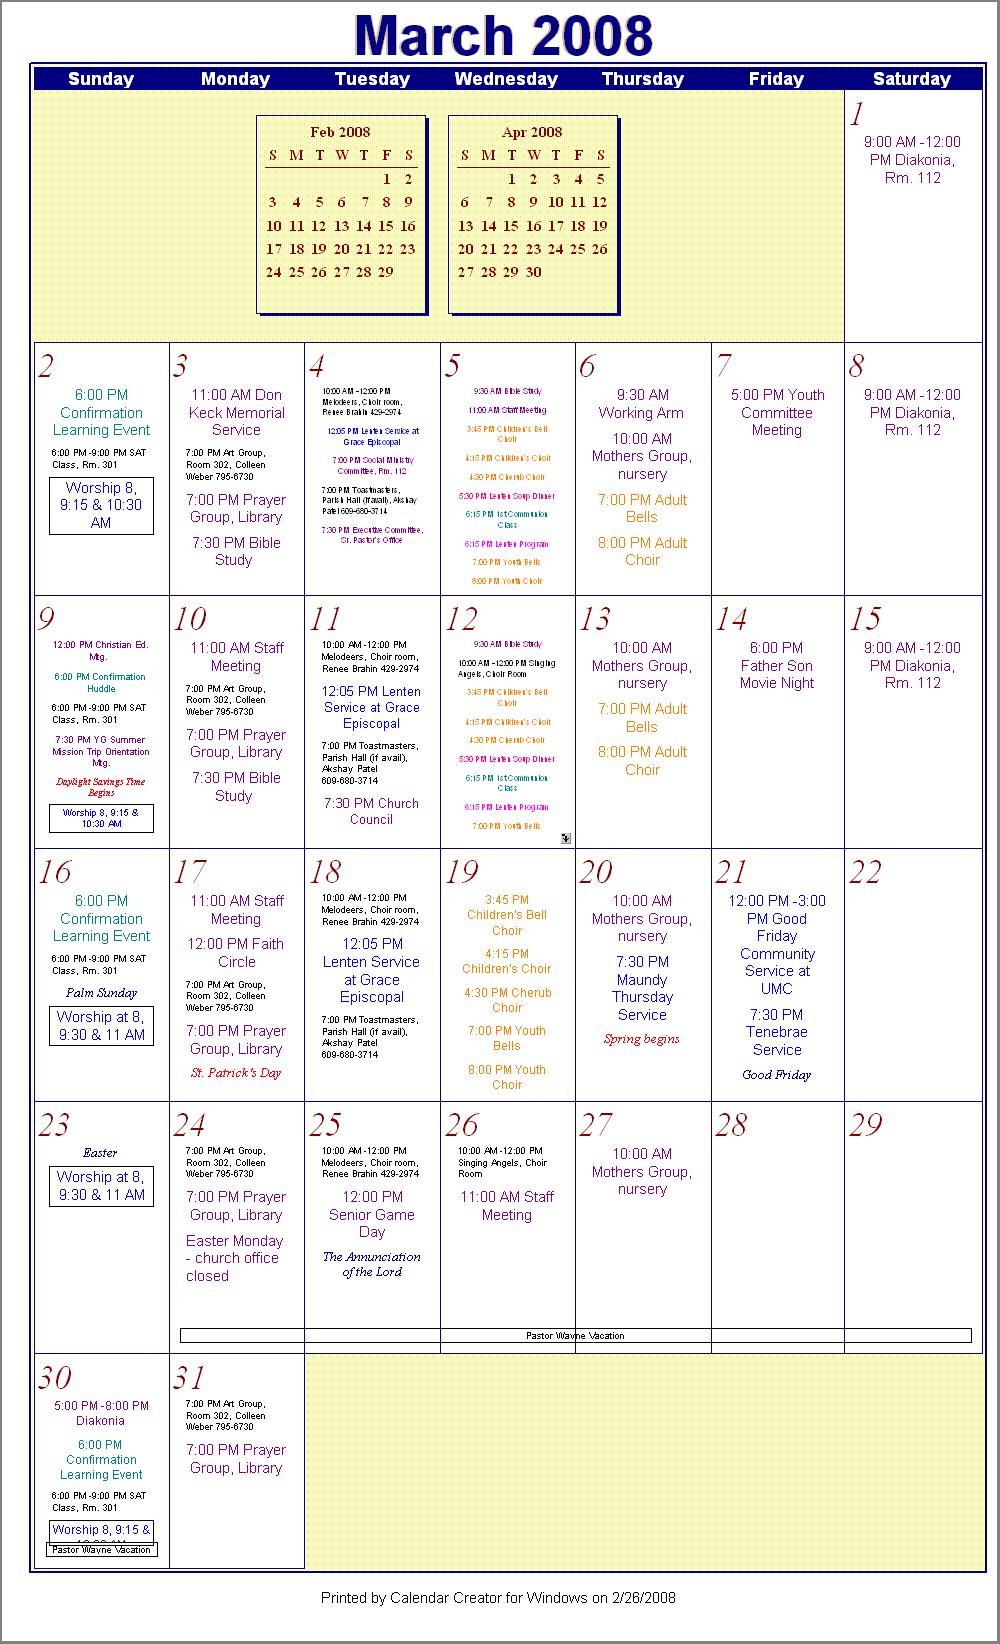 March 2008
Sunday Monday Tuesday Wednesday Thursday Friday Saturday
Feb 2008
S M T W T F S
1 2
3 4 5 6 7 8 9
10 11 12 13 14 15 16
17 18 19 20 21 22 23
24 25 26 27 28 29
Apr 2008
S M T W T F S
1 2 3 4 5
6 7 8 9 10 11 12
13 14 15 16 17 18 19
20 21 22 23 24 25 26
27 28 29 30
1
9:00 AM -12:00
PM Diakonia,
Rm. 112
2
6:00 PM
Confirmation
Learning Event
6:00 PM -9:00 PM SAT
Class, Rm. 301
Worship 8,
9:15 & 10:30
AM
3
11:00 AM Don
Keck Memorial
Service
7:00 PM Art Group,
Room 302, Colleen
Weber 795-6730
7:00 PM Prayer
Group, Library
7:30 PM Bible
Study
4
10:00 AM -12:00 PM
Melodeers, Choir room,
Renee Brahin 429-2974
12:05 PM Lenten Service at
Grace Episcopal
7:00 PM Social Ministry
Committee, Rm. 112
7:00 PM Toastmasters,
Parish Hall (if avail), Akshay
Patel 609-680-3714
7:30 PM Executive Committee,
Sr. Pastor's Office
5
9:30 AM Bible Study
11:00 AM Staff Meeting
3:45 PM Children's Bell
Choir
4:15 PM Children's Choir
4:30 PM Cherub Choir
5:30 PM Lenten Soup Dinner
6:15 PM 1st Communion
Class
6:15 PM Lenten Program
7:00 PM Youth Bells
8:00 PM Youth Choir
6
9:30 AM
Working Arm
10:00 AM
Mothers Group,
nursery
7:00 PM Adult
Bells
8:00 PM Adult
Choir
7
5:00 PM Youth
Committee
Meeting
8
9:00 AM -12:00
PM Diakonia,
Rm. 112
9
12:00 PM Christian Ed.
Mtg.
6:00 PM Confirmation
Huddle
6:00 PM -9:00 PM SAT
Class, Rm. 301
7:30 PM YG Summer
Mission Trip Orientation
Mtg.
Daylight Savings Time
Begins
Worship 8, 9:15 &
10:30 AM
10
11:00 AM Staff
Meeting
7:00 PM Art Group,
Room 302, Colleen
Weber 795-6730
7:00 PM Prayer
Group, Library
7:30 PM Bible
Study
11
10:00 AM -12:00 PM
Melodeers, Choir room,
Renee Brahin 429-2974
12:05 PM Lenten
Service at Grace
Episcopal
7:00 PM Toastmasters,
Parish Hall (if avail),
Akshay Patel
609-680-3714
7:30 PM Church
Council
12
9:30 AM Bible Study
10:00 AM -12:00 PM Singing
Angels, Choir Room
3:45 PM Children's Bell
Choir
4:15 PM Children's Choir
4:30 PM Cherub Choir
5:30 PM Lenten Soup Dinner
6:15 PM 1st Communion
Class
6:15 PM Lenten Program
7:00 PM Youth Bells
13
10:00 AM
Mothers Group,
nursery
7:00 PM Adult
Bells
8:00 PM Adult
Choir
14
6:00 PM
Father Son
Movie Night
15
9:00 AM -12:00
PM Diakonia,
Rm. 112
16
6:00 PM
Confirmation
Learning Event
6:00 PM -9:00 PM SAT
Class, Rm. 301
Palm Sunday
Worship at 8,
9:30 & 11 AM
17
11:00 AM Staff
Meeting
12:00 PM Faith
Circle
7:00 PM Art Group,
Room 302, Colleen
Weber 795-6730
7:00 PM Prayer
Group, Library
St. Patrick's Day
18
10:00 AM -12:00 PM
Melodeers, Choir room,
Renee Brahin 429-2974
12:05 PM
Lenten Service
at Grace
Episcopal
7:00 PM Toastmasters,
Parish Hall (if avail),
Akshay Patel
609-680-3714
19
3:45 PM
Children's Bell
Choir
4:15 PM
Children's Choir
4:30 PM Cherub
Choir
7:00 PM Youth
Bells
8:00 PM Youth
Choir
20
10:00 AM
Mothers Group,
nursery
7:30 PM
Maundy
Thursday
Service
Spring begins
21
12:00 PM -3:00
PM Good
Friday
Community
Service at
UMC
7:30 PM
Tenebrae
Service
Good Friday
22
23
Easter
Worship at 8,
9:30 & 11 AM
24
7:00 PM Art Group,
Room 302, Colleen
Weber 795-6730
7:00 PM Prayer
Group, Library
Easter Monday
- church office
closed
25
10:00 AM -12:00 PM
Melodeers, Choir room,
Renee Brahin 429-2974
12:00 PM
Senior Game
Day
The Annunciation
of the Lord
26
10:00 AM -12:00 PM
Singing Angels, Choir
Room
11:00 AM Staff
Meeting
27
10:00 AM
Mothers Group,
nursery
28
29
Pastor Wayne Vacation
30
5:00 PM -8:00 PM
Diakonia
6:00 PM
Confirmation
Learning Event
6:00 PM -9:00 PM SAT
Class, Rm. 301
Worship 8, 9:15 &
Pastor Wayne Vacation
31
7:00 PM Art Group,
Room 302, Colleen
Weber 795-6730
7:00 PM Prayer
Group, Library
Printed by Calendar Creator for Windows on 2/26/2008